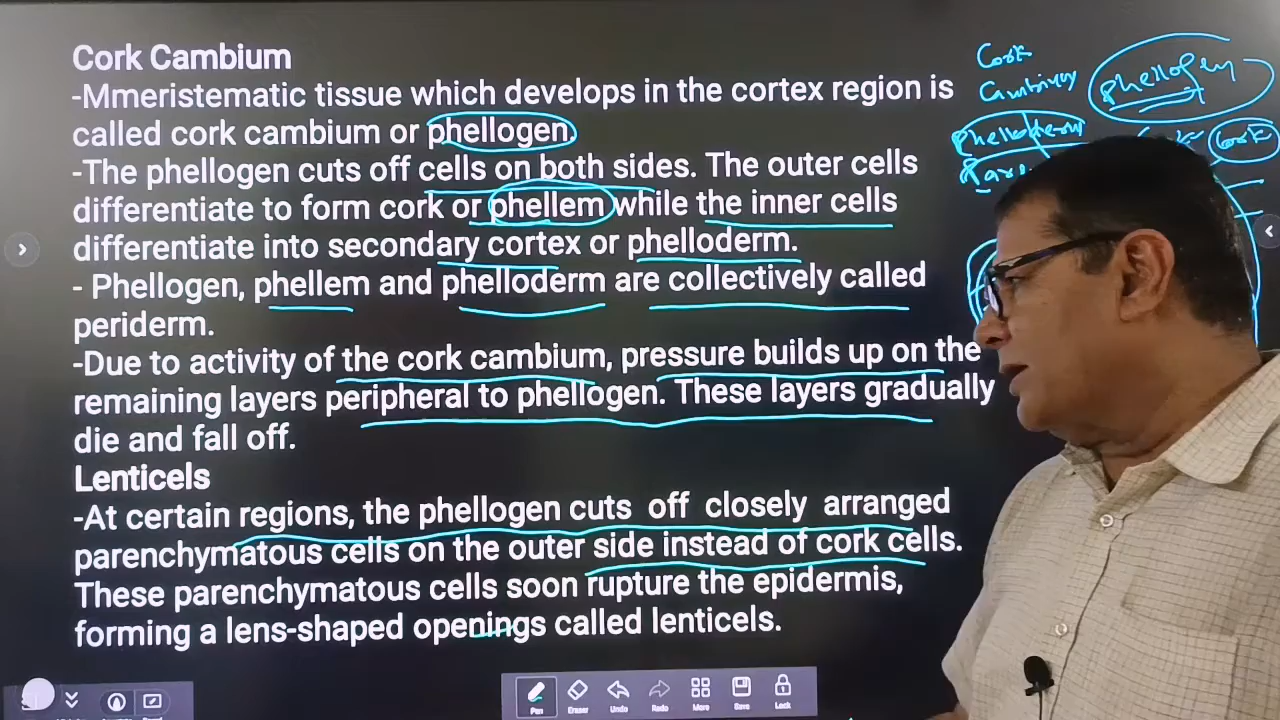 Cork Cambium
-Mmeristematic tissue which develops in the cortex region is
called cork cambium or phellogen.
-The phellogen cuts off cells on both sides. The outer cells
differentiate to form cork or phellem while the inner cells
differentiate into secondary cortex or phelloderm.
- Phellogen, phellem and phelloderm are collectively called
periderm.
-Due to activity of the cork cambium, pressure builds up on the
remaining layers peripheral to phellogen. These layers gradually
die and fall off.
Lenticels
-At certain regions, the phellogen cuts off closely arranged
parenchymatous cells on the outer side instead of cork cells.
These parenchymatous cells soon rupture the epidermis,
forming a lens-shaped openings called lenticels.
Cork
phellogen
Cork
Pen
Eraser
Undo
Redo
More
Save
Lock